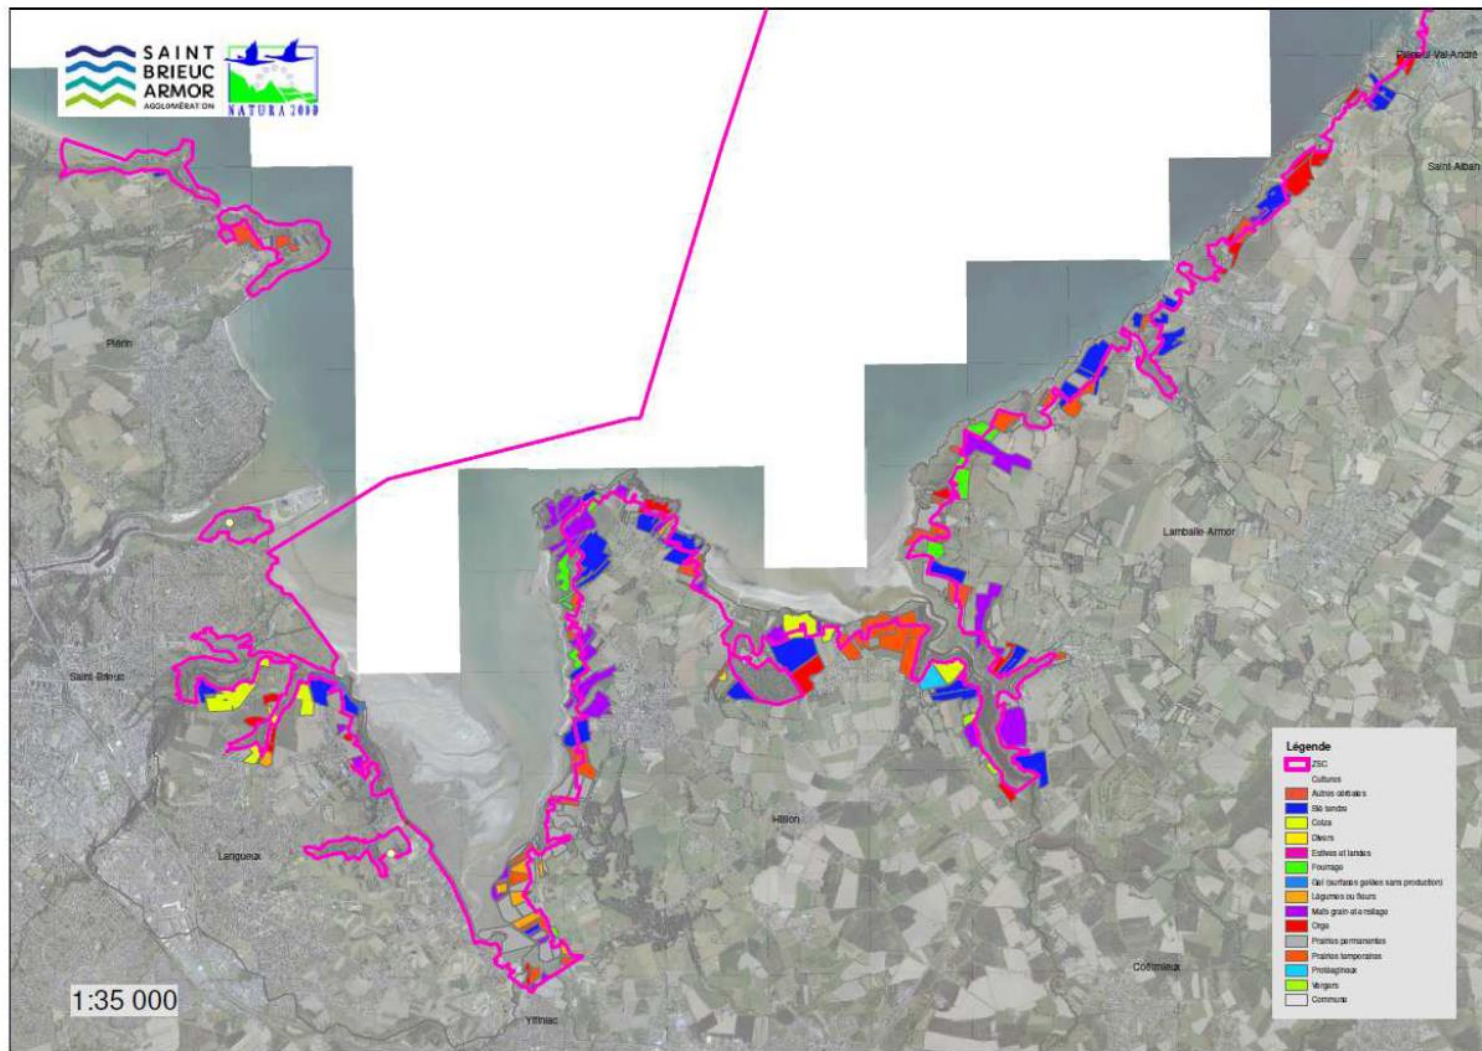 SAINT
BRIEUC
ARMOR
AGGLOMÉRATION
NATURA 2000
Pléneuf-Val-André
Saint-Alban
Plérin
Lamballe-Armor
Saint-Brieuc
Langueux
Hillion
Coëtmieux
Yffiniac
1:35 000
Légende
ZSC
Cultures
Autres céréales
Blé tendre
Colza
Divers
Estives et landes
Fourrage
Gel (surfaces gelées sans production)
Légumes ou fleurs
Maïs grain et ensilage
Orge
Prairies permanentes
Prairies temporaires
Protéagineux
Vergers
Commune